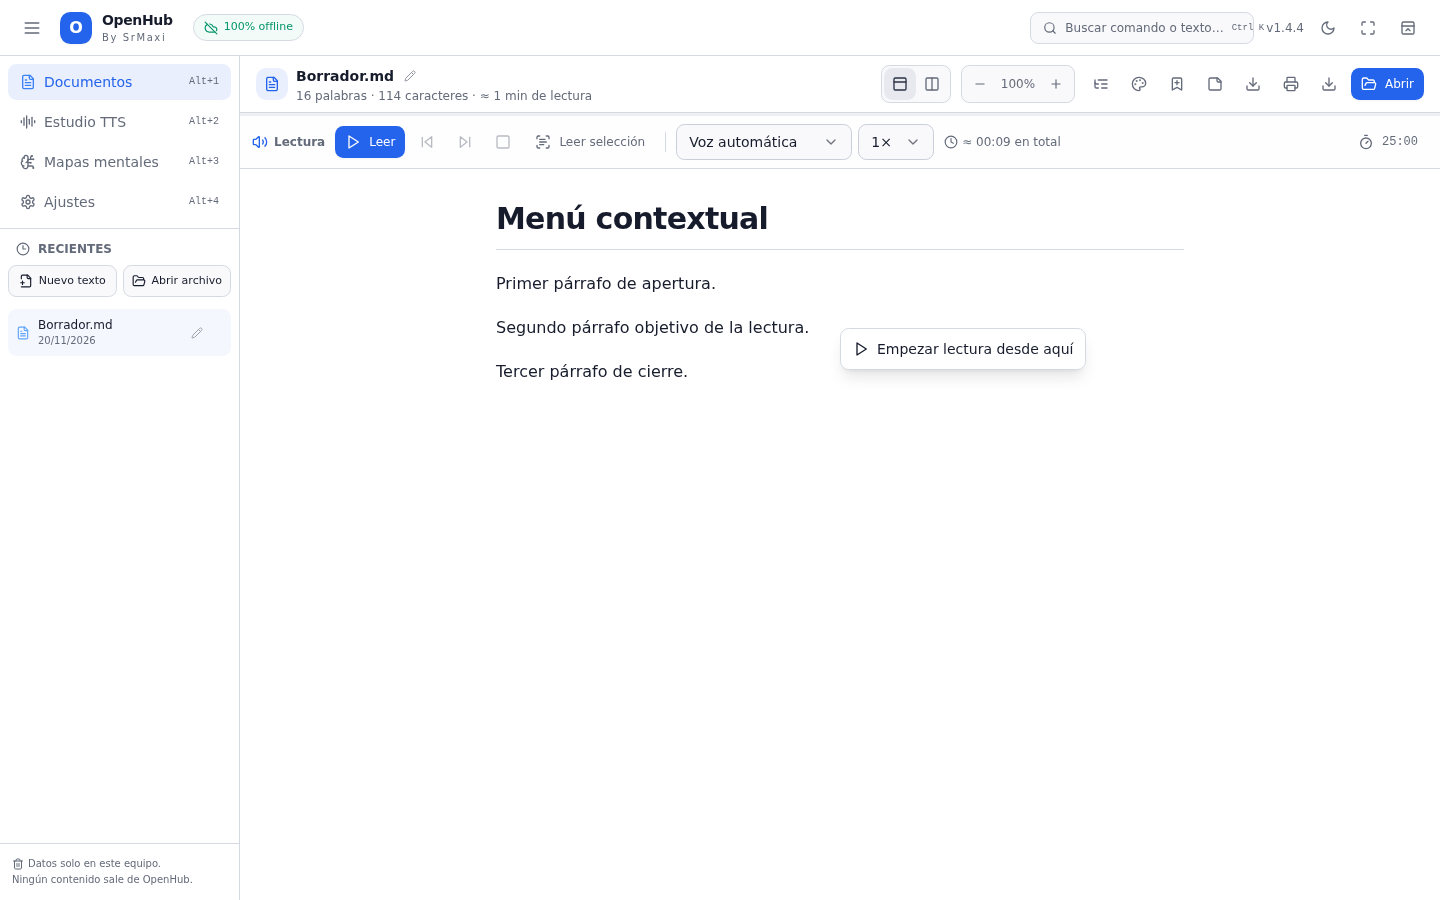 O
OpenHub
By SrMaxi
100% offline
Buscar comando o texto... Ctrl K
v1.4.4
Documentos Alt+1
Estudio TTS Alt+2
Mapas mentales Alt+3
Ajustes Alt+4
RECIENTES
Nuevo texto
Abrir archivo
Borrador.md
20/11/2026
Datos solo en este equipo.
Ningún contenido sale de OpenHub.
Borrador.md
16 palabras · 114 caracteres · ≈ 1 min de lectura
100%
Abrir
Lectura
Leer
Leer selección
Voz automática
1×
≈ 00:09 en total
25:00
Menú contextual
Primer párrafo de apertura.
Segundo párrafo objetivo de la lectura.
Empezar lectura desde aquí
Tercer párrafo de cierre.